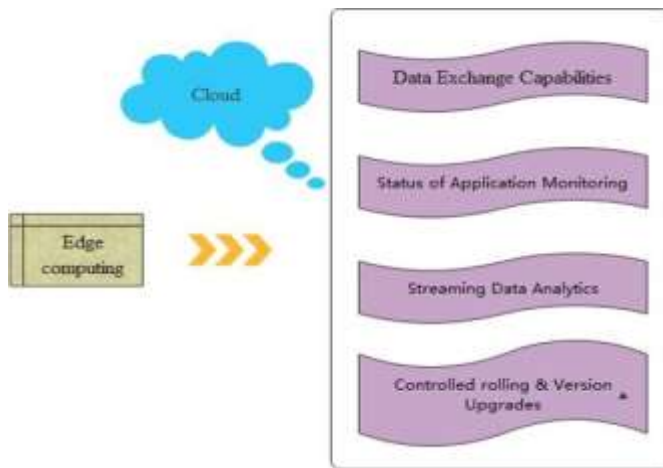 Cloud
Edge
computing
Data Exchange Capabilities
Status of Application Monitoring
Streaming Data Analytics
Controlled rolling & Version
Upgrades